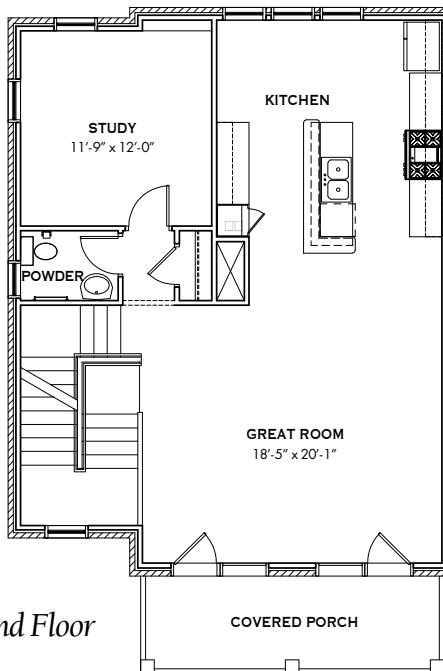 KITCHEN
STUDY
11'-9" x 12'-0"
POWDER
GREAT ROOM
18'-5" x 20'-1"
nd Floor
COVERED PORCH